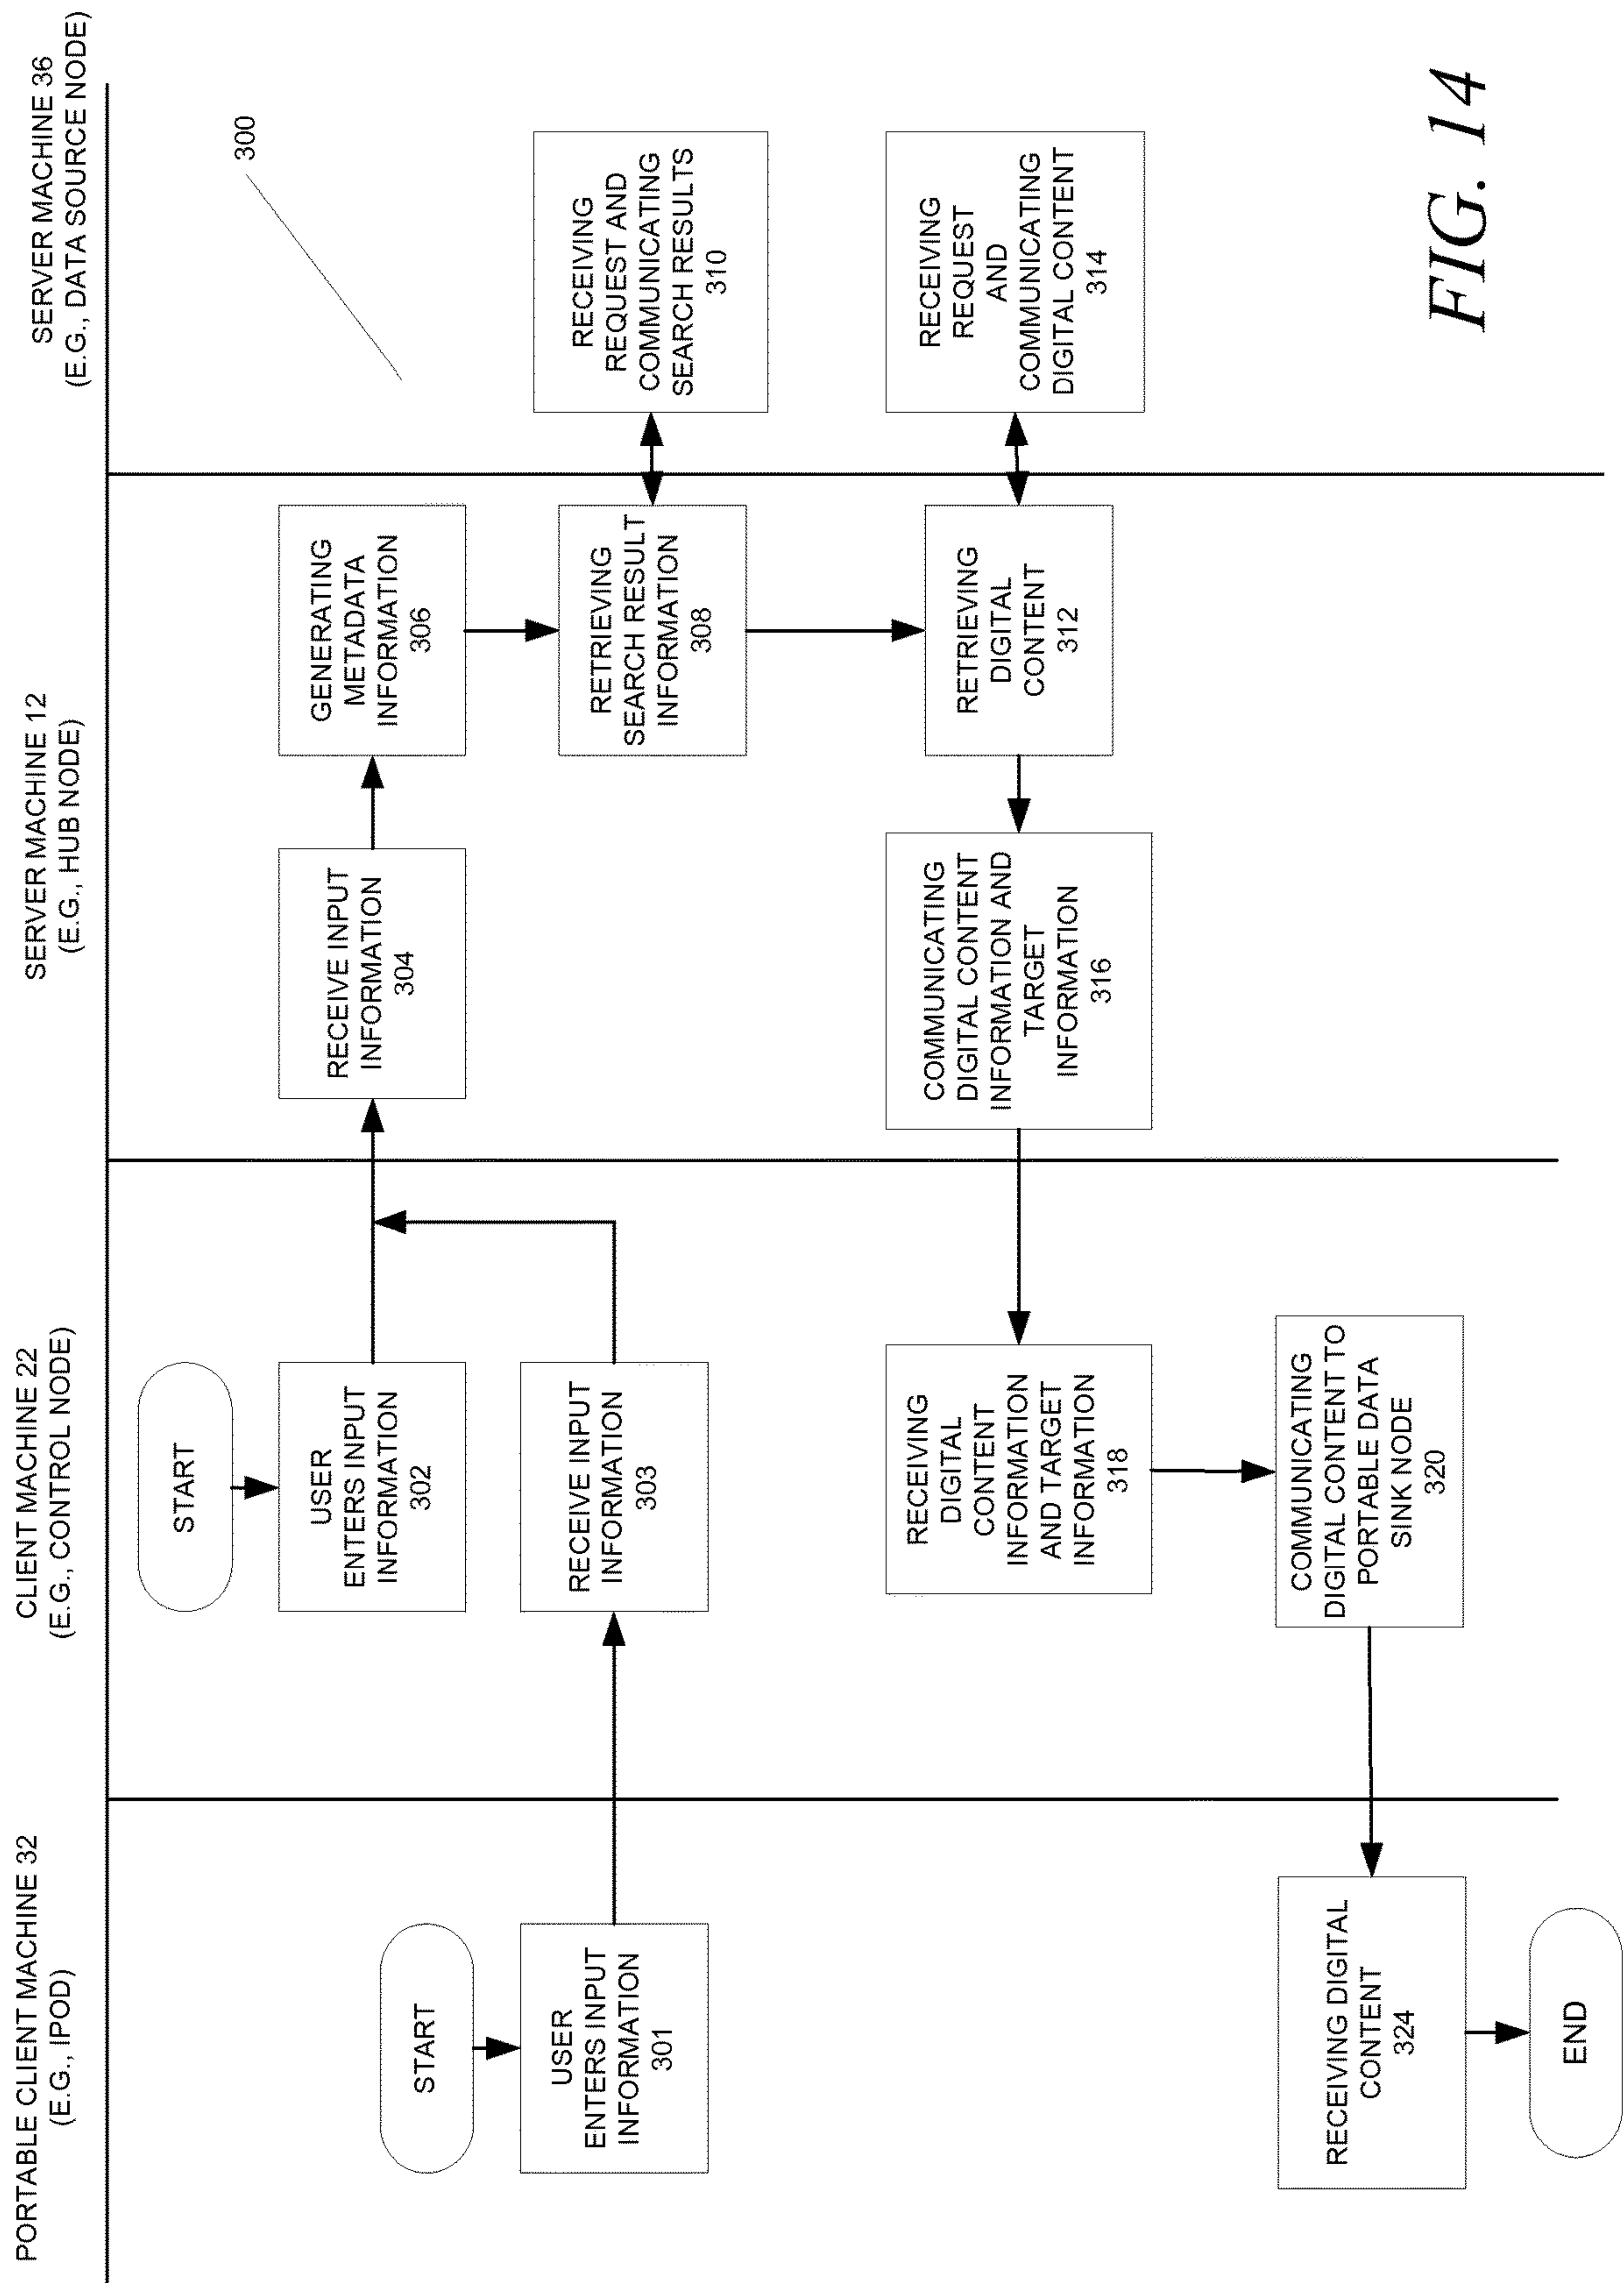 PORTABLE CLIENT MACHINE 32
(E.G., IPOD)
CLIENT MACHINE 22
(E.G., CONTROL NODE)
SERVER MACHINE 12
(E.G., HUB NODE)
SERVER MACHINE 36
(E.G., DATA SOURCE NODE)
300
START
START
USER
ENTERS INPUT
INFORMATION
301
USER
ENTERS INPUT
INFORMATION
302
RECEIVE INPUT
INFORMATION
303
RECEIVE INPUT
INFORMATION
304
GENERATING
METADATA
INFORMATION
306
RETRIEVING
SEARCH RESULT
INFORMATION
308
RECEIVING
REQUEST AND
COMMUNICATING
SEARCH RESULTS
310
RETRIEVING
DIGITAL
CONTENT
312
RECEIVING
REQUEST
AND
COMMUNICATING
DIGITAL CONTENT
314
COMMUNICATING
DIGITAL CONTENT
INFORMATION AND
TARGET
INFORMATION
316
RECEIVING
DIGITAL
CONTENT
INFORMATION
AND TARGET
INFORMATION
318
COMMUNICATING
DIGITAL CONTENT TO
PORTABLE DATA
SINK NODE
320
RECEIVING DIGITAL
CONTENT
324
END
FIG. 14